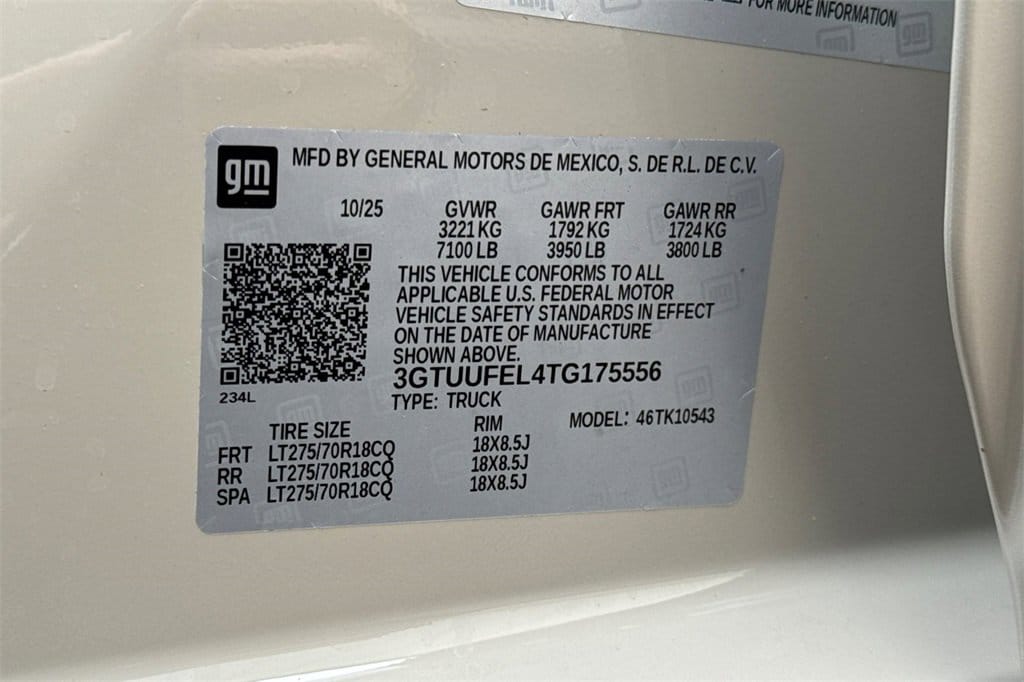 FOR MORE INFORMATION
gm
gm
MFD BY GENERAL MOTORS DE MEXICO, S. DE R.L. DE C.V.
10/25 GVWR GAWR FRT GAWR RR
3221 KG 1792 KG 1724 KG
7100 LB 3950 LB 3800 LB
THIS VEHICLE CONFORMS TO ALL
APPLICABLE U.S. FEDERAL MOTOR
VEHICLE SAFETY STANDARDS IN EFFECT
ON THE DATE OF MANUFACTURE
SHOWN ABOVE.
3GTUUFEL4TG175556
234L
TYPE: TRUCK
MODEL: 46TK10543
TIRE SIZE RIM
FRT LT275/70R18CQ 18X8.5J
RR LT275/70R18CQ 18X8.5J
SPA LT275/70R18CQ 18X8.5J